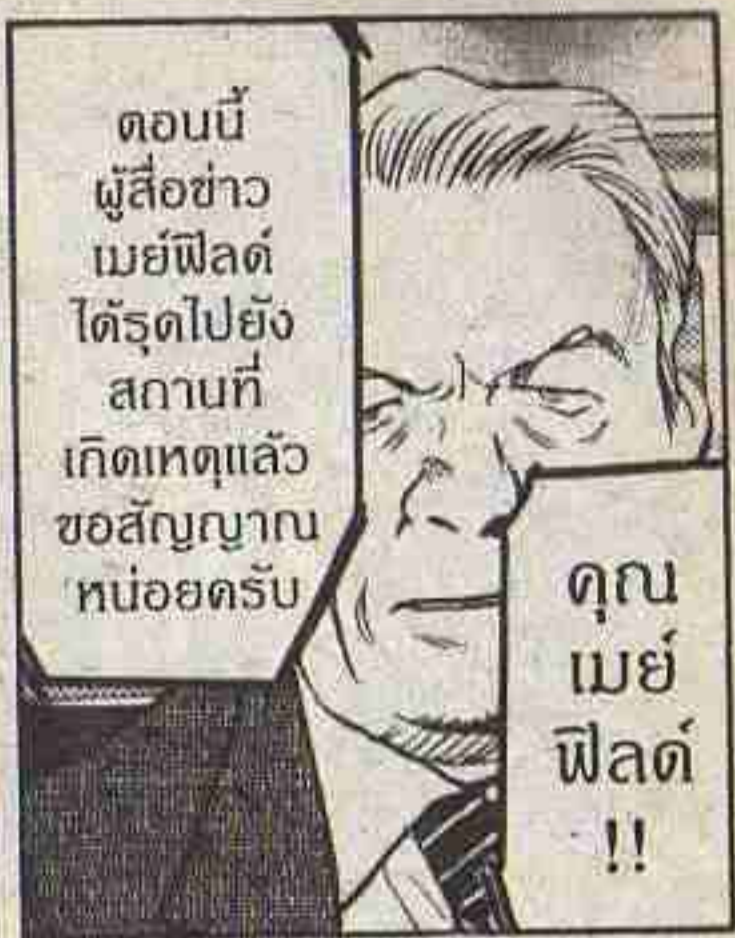 ตอนนี้
ผู้สื่อข่าว
เมย์ฟิลด์
ได้รุดไปยัง
สถานที่
เกิดเหตุแล้ว
ขอสัญญาณ
หน่อยครับ
คุณ
เมย์
ฟิลด์
!!